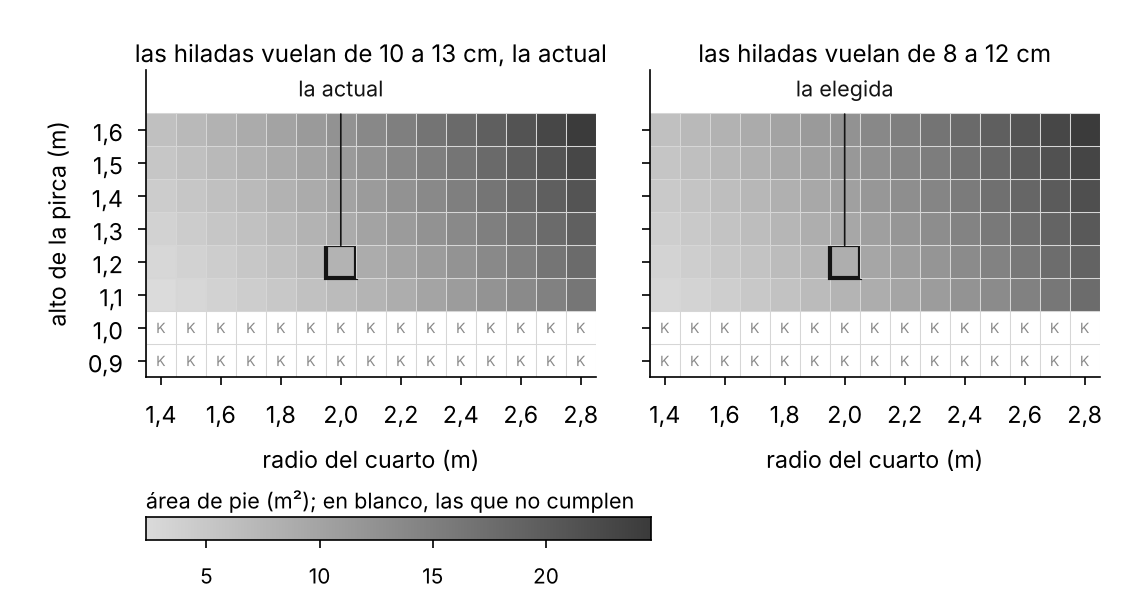 las hiladas vuelan de 10 a 13 cm, la actual
la actual
alto de la pirca (m)
1,6
1,5
1,4
1,3
1,2
1,1
1,0
0,9
K K K K K K K K K K K K K K K
K K K K K K K K K K K K K K K
1,4 1,6 1,8 2,0 2,2 2,4 2,6 2,8
radio del cuarto (m)
las hiladas vuelan de 8 a 12 cm
la elegida
K K K K K K K K K K K K K K K
K K K K K K K K K K K K K K K
1,4 1,6 1,8 2,0 2,2 2,4 2,6 2,8
radio del cuarto (m)
área de pie (m²); en blanco, las que no cumplen
5 10 15 20